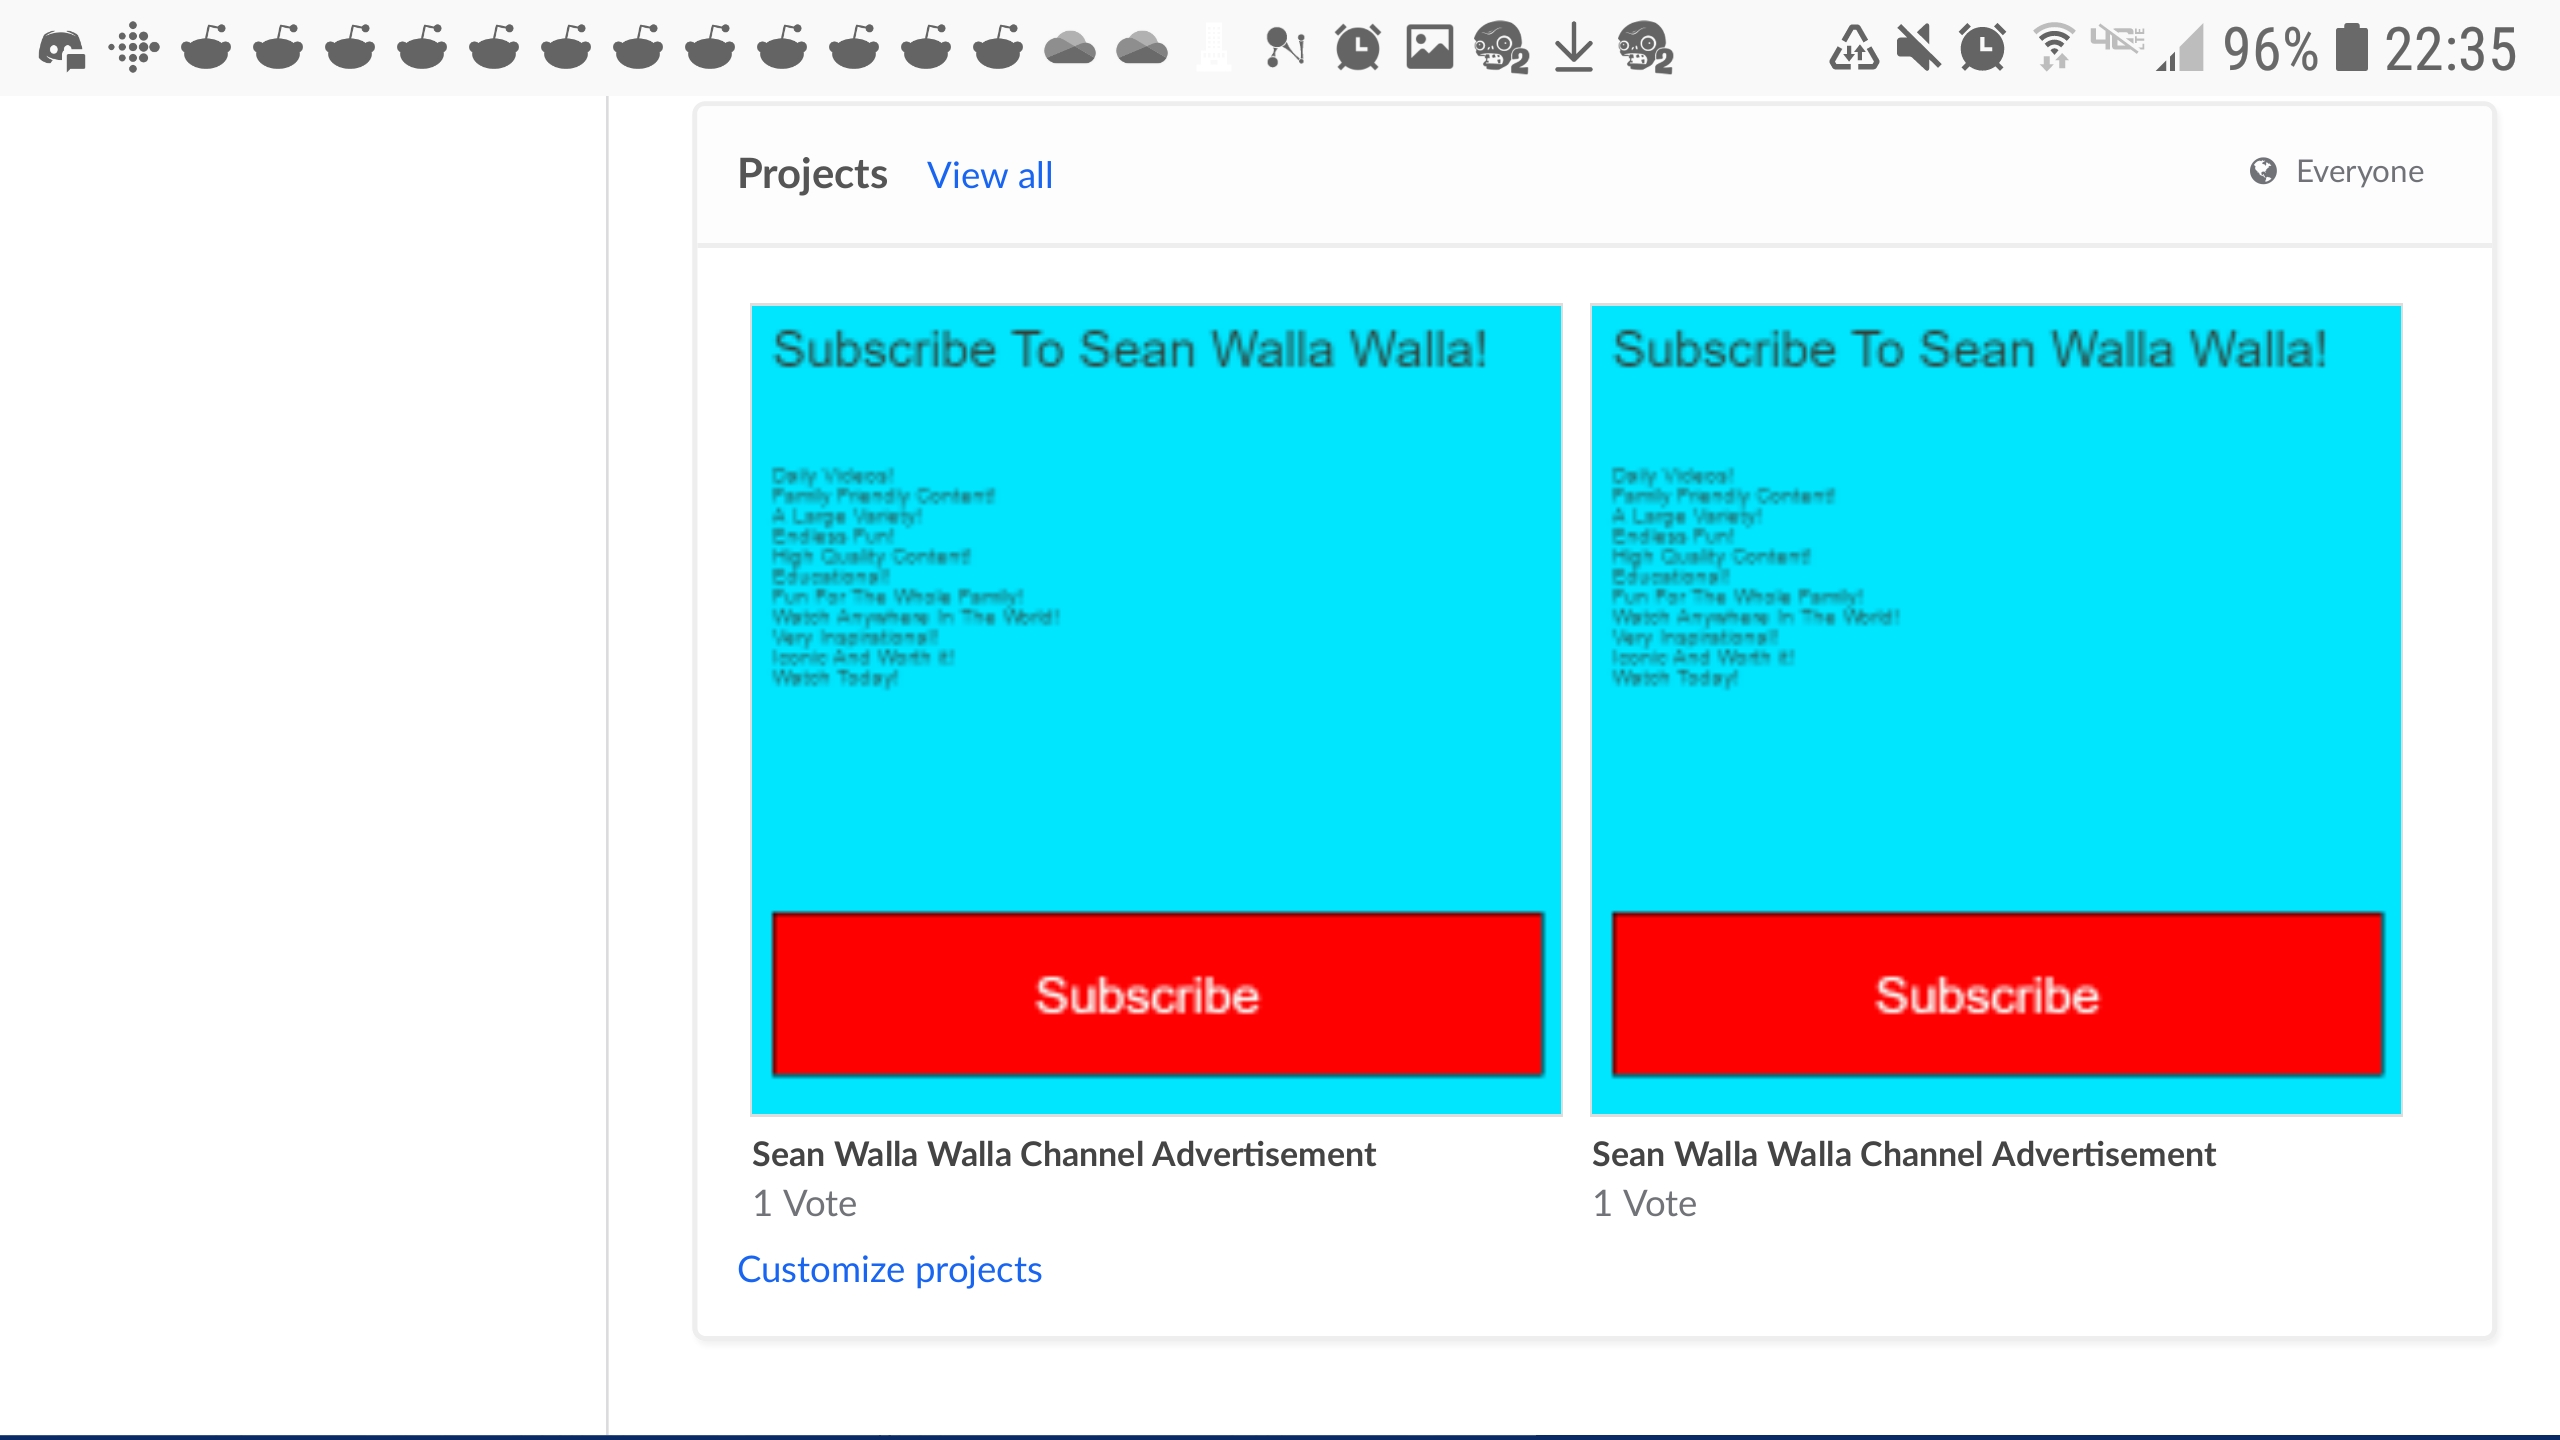 96% 22:35
Projects View all Everyone
Subscribe To Sean Walla Walla!
Daily Videos!
Family Friendly Content!
A Large Variety!
Endless Fun!
High Quality Content!
Educational!
Fun For The Whole Family!
Watch Anywhere In The World!
Very Inspirational!
Iconic And Worth It!
Watch Today!
Subscribe
Sean Walla Walla Channel Advertisement
1 Vote
Subscribe To Sean Walla Walla!
Daily Videos!
Family Friendly Content!
A Large Variety!
Endless Fun!
High Quality Content!
Educational!
Fun For The Whole Family!
Watch Anywhere In The World!
Very Inspirational!
Iconic And Worth It!
Watch Today!
Subscribe
Sean Walla Walla Channel Advertisement
1 Vote
Customize projects